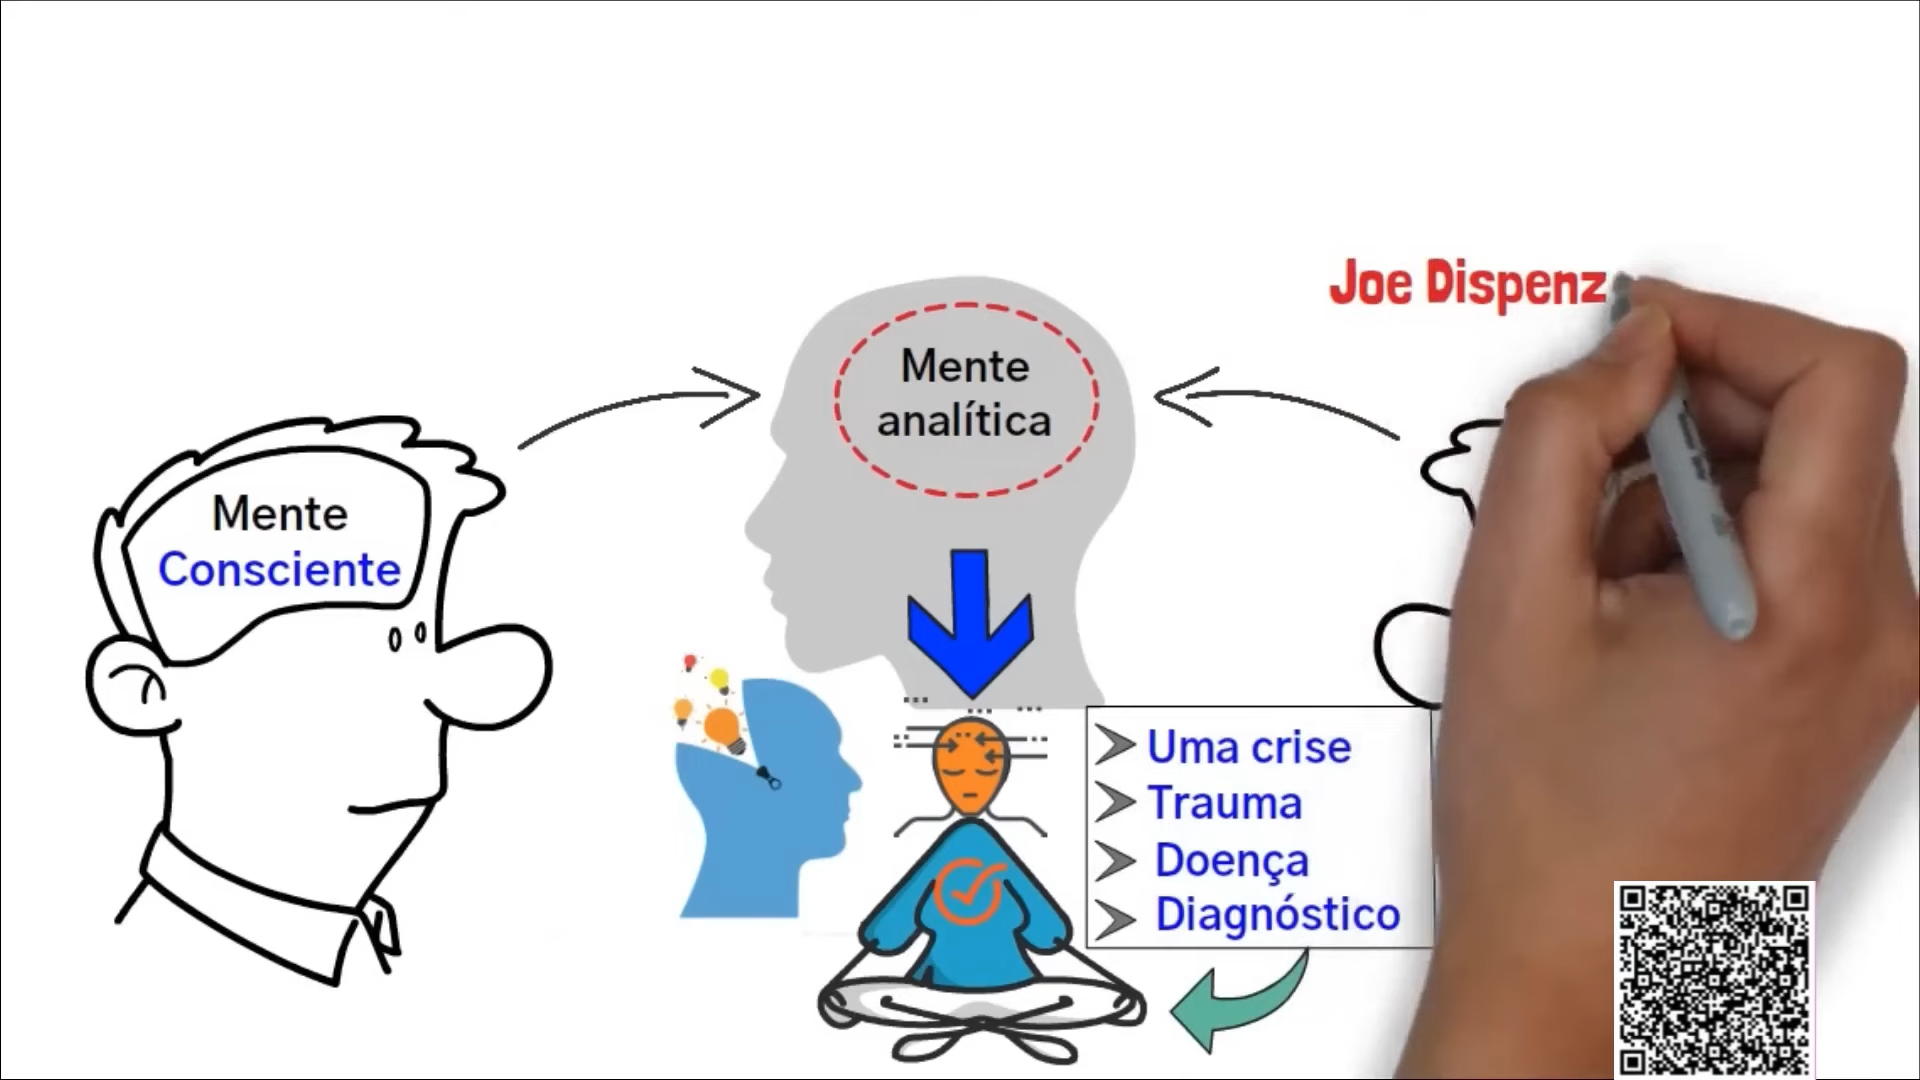 Joe Dispenz
Mente
analítica
Mente
Consciente
Uma crise
Trauma
Doença
Diagnóstico